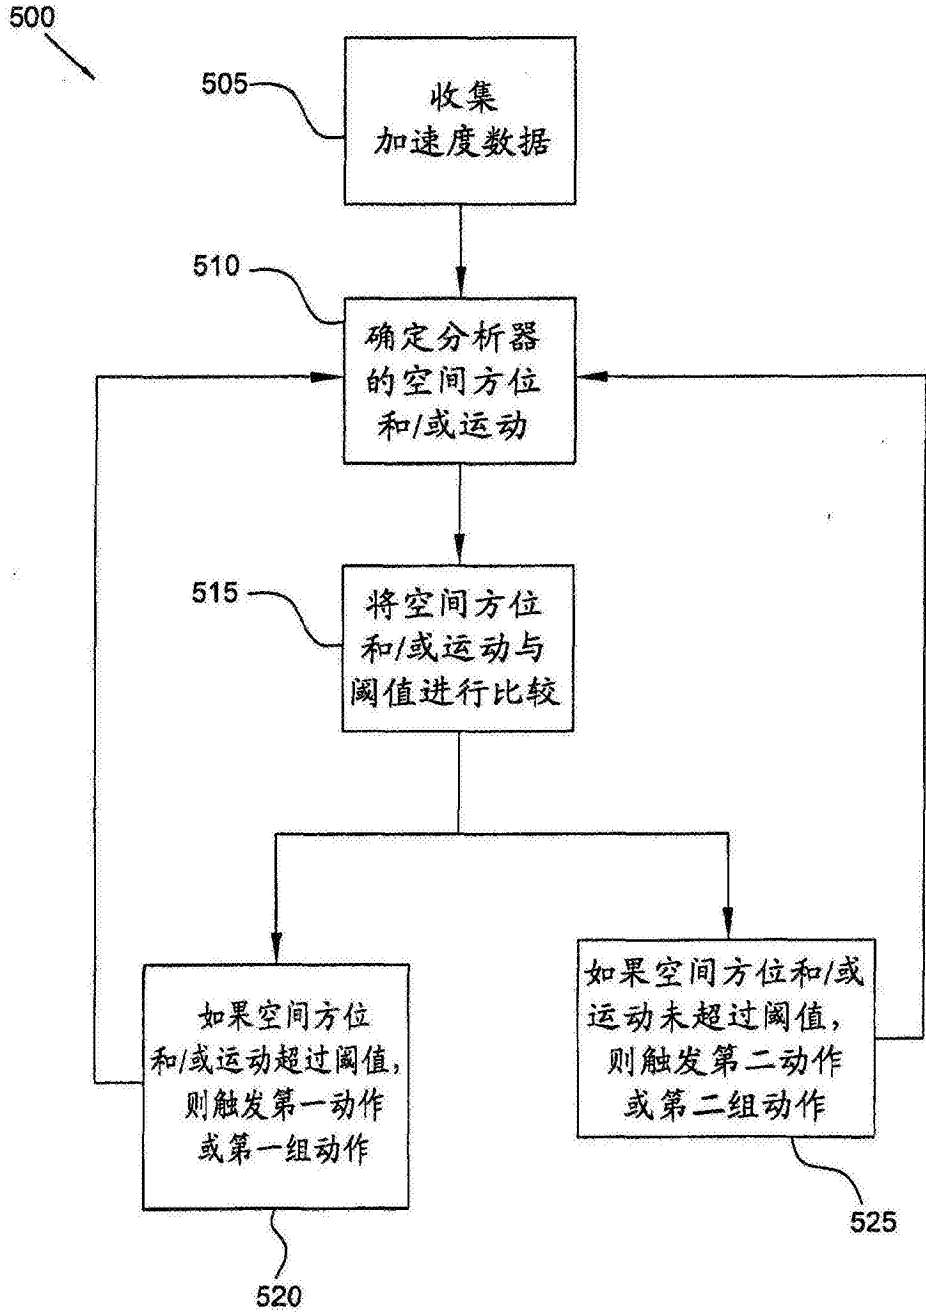 500
505
收集
加速度数据
510
确定分析器
的空间方位
和/或运动
515
将空间方位
和/或运动与
阈值进行比较
如果空间方位
和/或运动超过阈值，
则触发第一动作
或第一组动作
520
如果空间方位和/或
运动未超过阈值，
则触发第二动作
或第二组动作
525